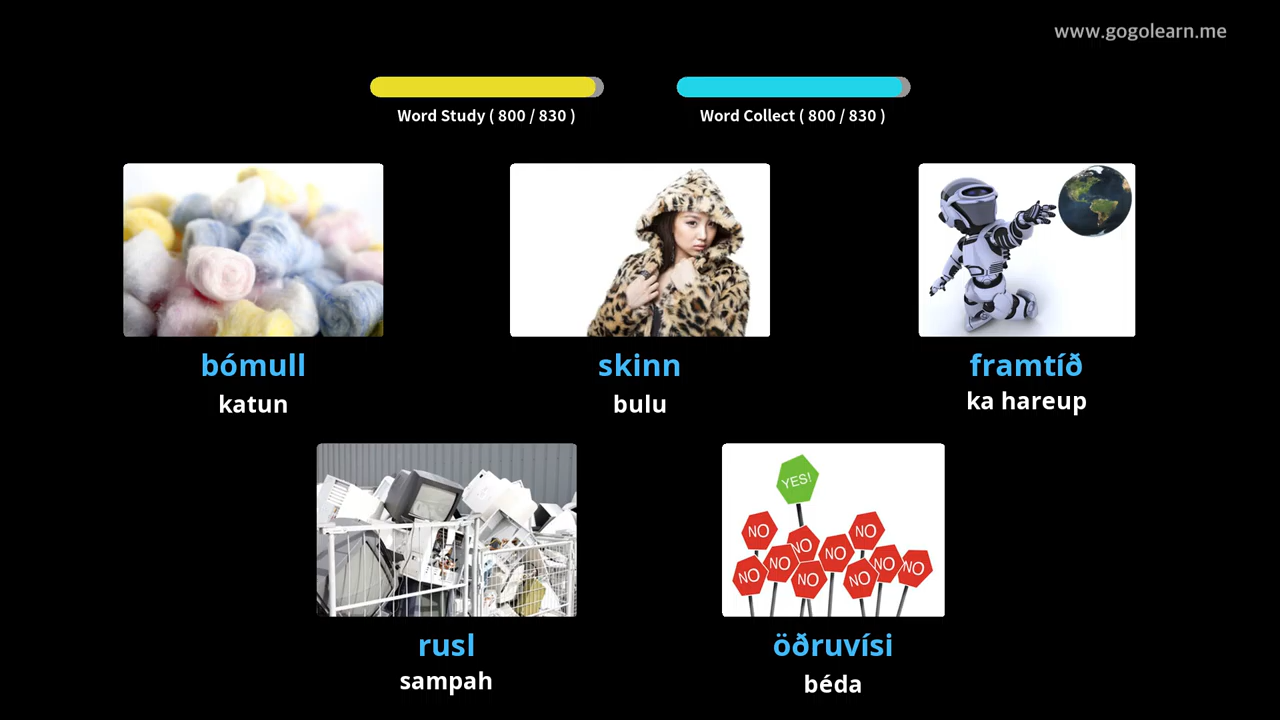 www.gogolearn.me
Word Study ( 800 / 830 )
Word Collect ( 800 / 830 )
bómull
katun
skinn
bulu
framtíð
ka hareup
YES!
NO
NO
NO
NO
NO
NO
NO
NO
NO
NO
rusl
sampah
öðruvísi
béda